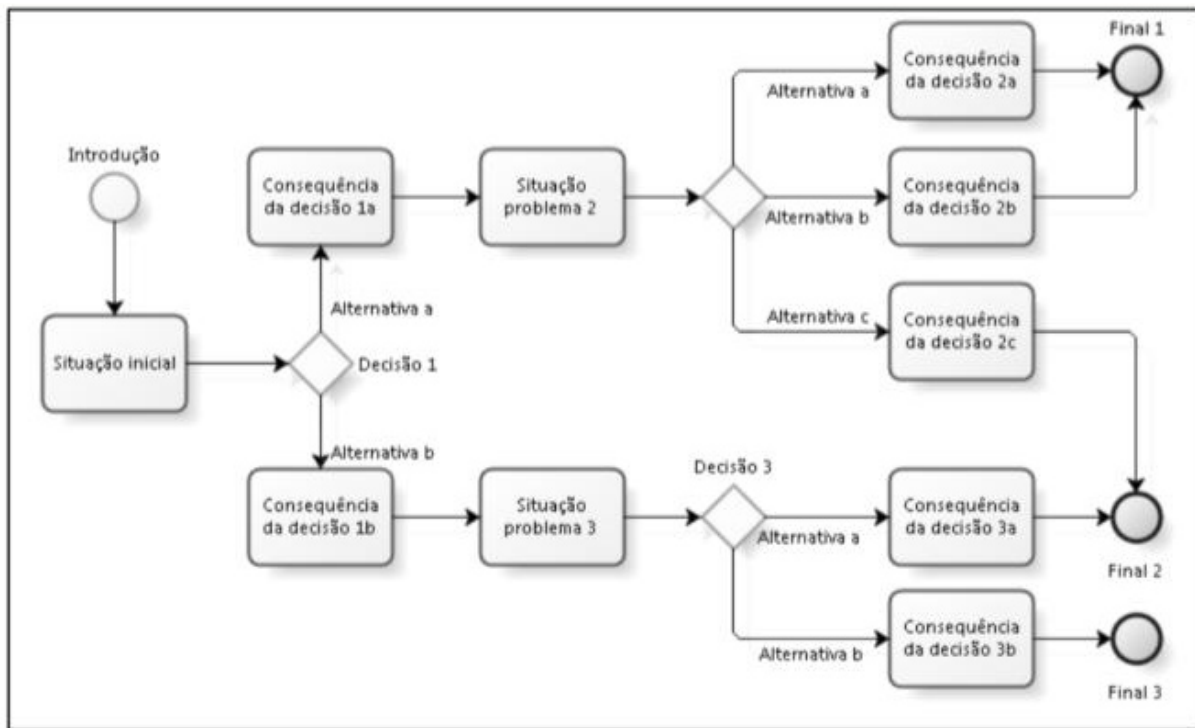 Final 1
Consequência
da decisão 2a
Alternativa a
Introdução
Consequência
da decisão 1a
Situação
problema 2
Consequência
da decisão 2b
Alternativa b
Alternativa a
Alternativa c
Consequência
da decisão 2c
Situação inicial
Decisão 1
Alternativa b
Decisão 3
Consequência
da decisão 1b
Situação
problema 3
Consequência
da decisão 3a
Alternativa a
Final 2
Consequência
da decisão 3b
Alternativa b
Final 3